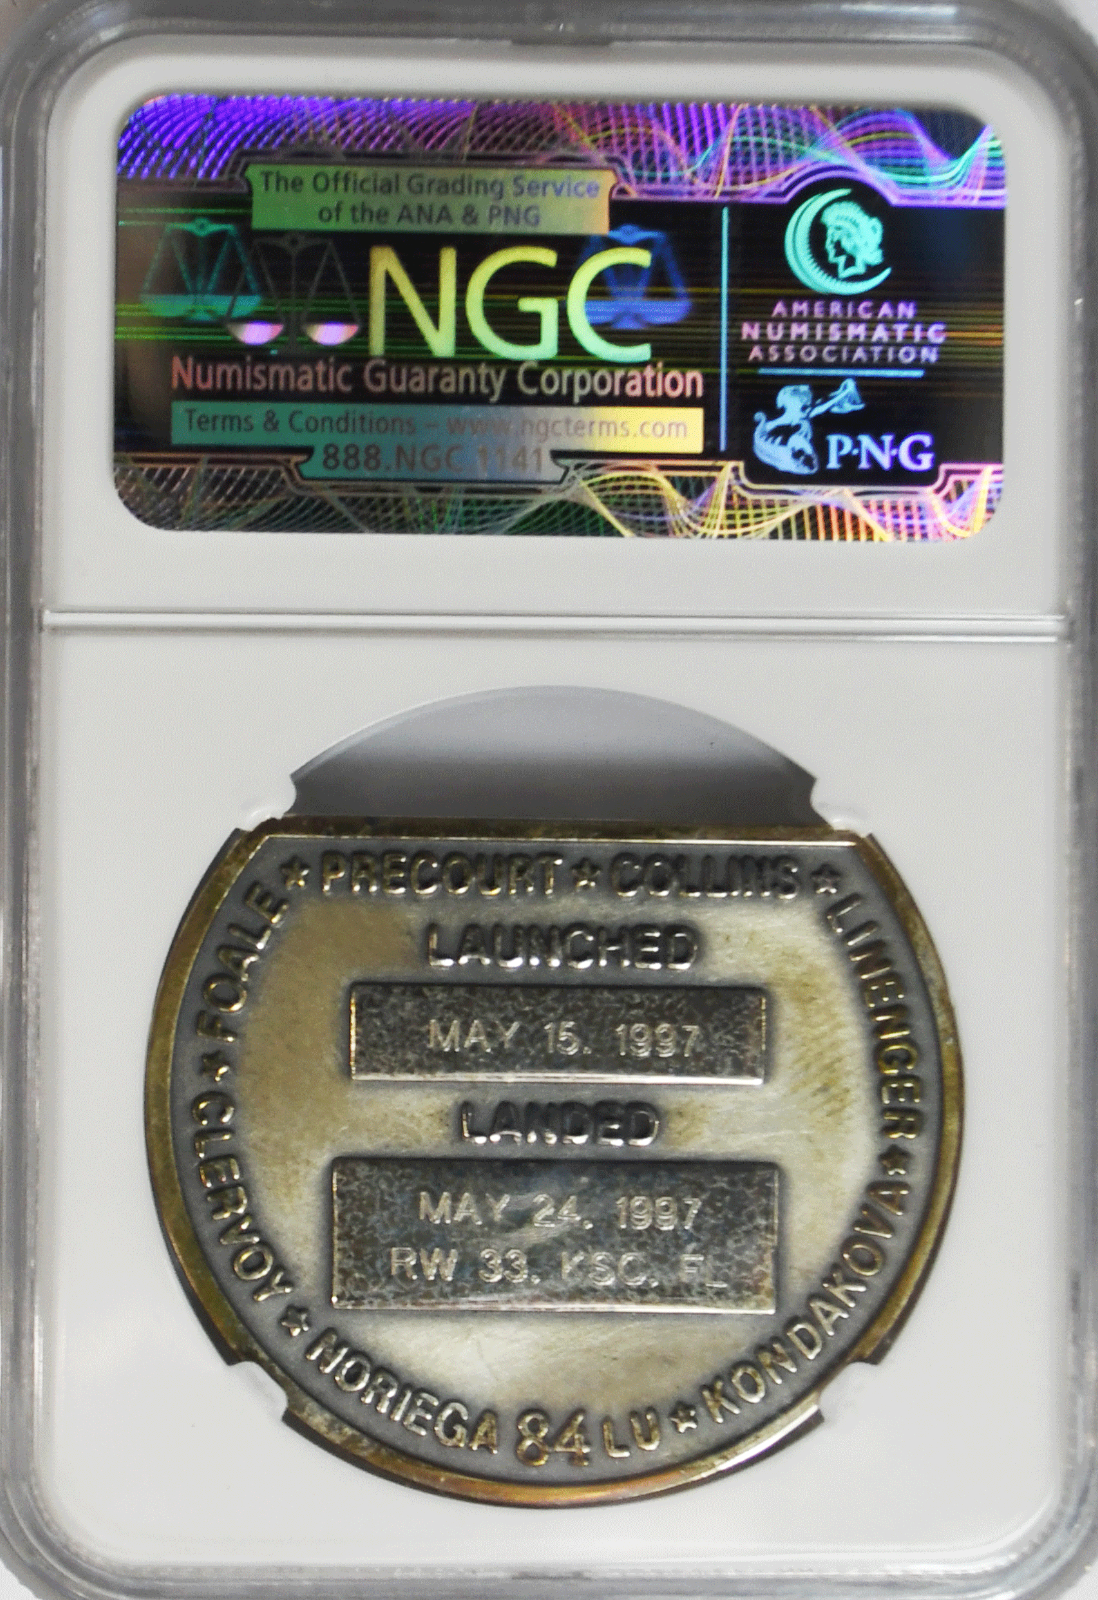 The Official Grading Service
of the ANA & PNG
NGC
Numismatic Guaranty Corporation
Terms & Conditions – www.ngcterms.com
888.NGC.1141
AMERICAN
NUMISMATIC
ASSOCIATION
P·N·G
★ PRECOURT ★ COLLINS ★ LINENGER ★ KONDAKOVA ★ LU 84 NORIEGA ★ CLERVOY ★ FOALE
LAUNCHED
MAY 15. 1997
LANDED
MAY 24. 1997
RW 33. KSC. FL